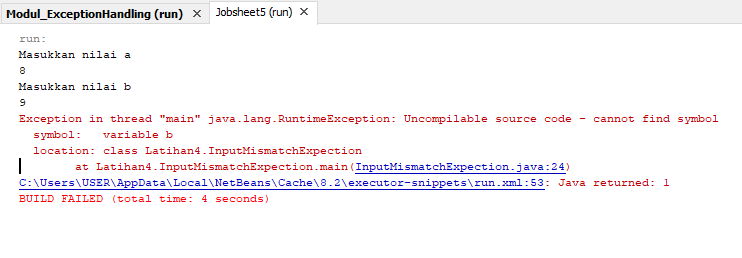 Modul_ExceptionHandling (run) × Jobsheet5 (run) ×
run:
Masukkan nilai a
8
Masukkan nilai b
9
Exception in thread "main" java.lang.RuntimeException: Uncompilable source code - cannot find symbol
symbol: variable b
location: class Latihan4.InputMismatchExpection
at Latihan4.InputMismatchExpection.main(InputMismatchExpection.java:24)
C:\Users\USER\AppData\Local\NetBeans\Cache\8.2\executor-snippets\run.xml:53: Java returned: 1
BUILD FAILED (total time: 4 seconds)